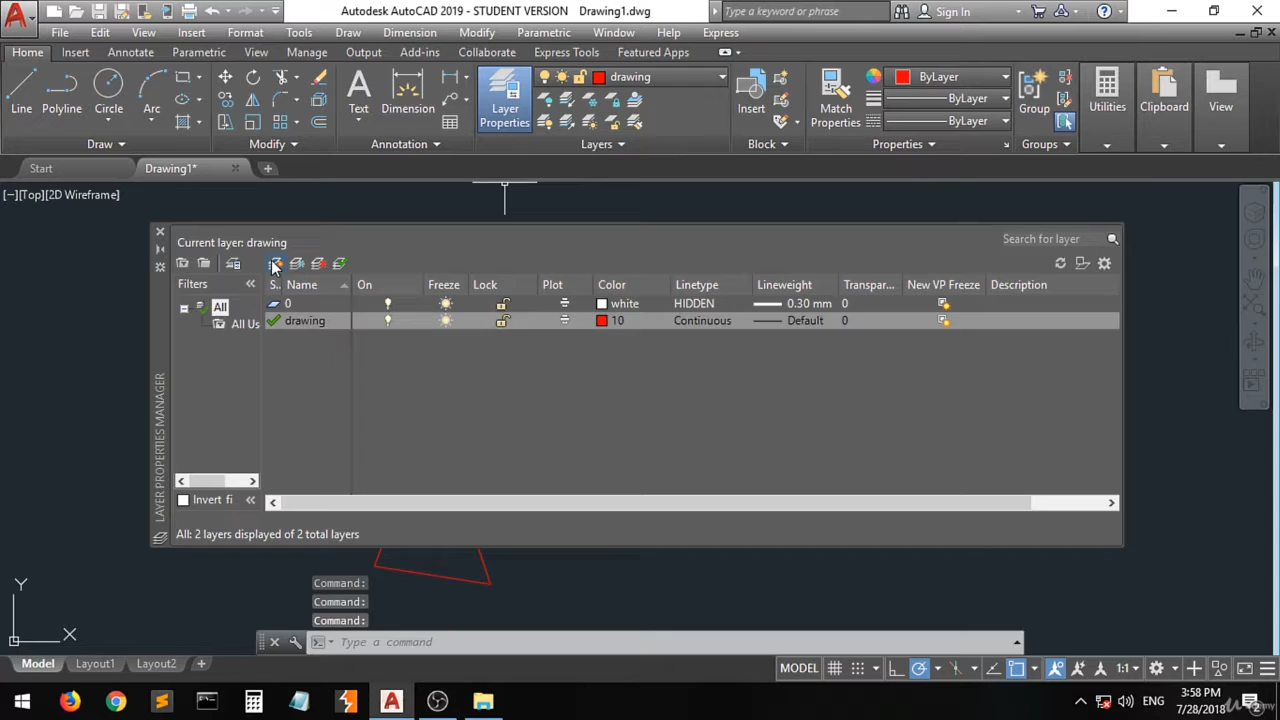 Autodesk AutoCAD 2019 - STUDENT VERSION Drawing1.dwg
Type a keyword or phrase
Sign In
File Edit View Insert Format Tools Draw Dimension Modify Parametric Window Help Express
Home Insert Annotate Parametric View Manage Output Add-ins Collaborate Express Tools Featured Apps
drawing
ByLayer
ByLayer
ByLayer
Line Polyline Circle Arc Text Dimension Layer Properties Insert Match Properties Group Utilities Clipboard View
Draw Modify Annotation Layers Block Properties Groups
Start Drawing1*
[−][Top][2D Wireframe]
Current layer: drawing
Search for layer
Filters
S.. Name On Freeze Lock Plot Color Linetype Lineweight Transpar... New VP Freeze Description
All
All Us
0 white HIDDEN 0.30 mm 0
drawing 10 Continuous Default 0
LAYER PROPERTIES MANAGER
Invert fi
All: 2 layers displayed of 2 total layers
Command:
Command:
Command:
Type a command
Y
X
Model Layout1 Layout2
MODEL
1:1
ENG
3:58 PM
7/28/2018
2